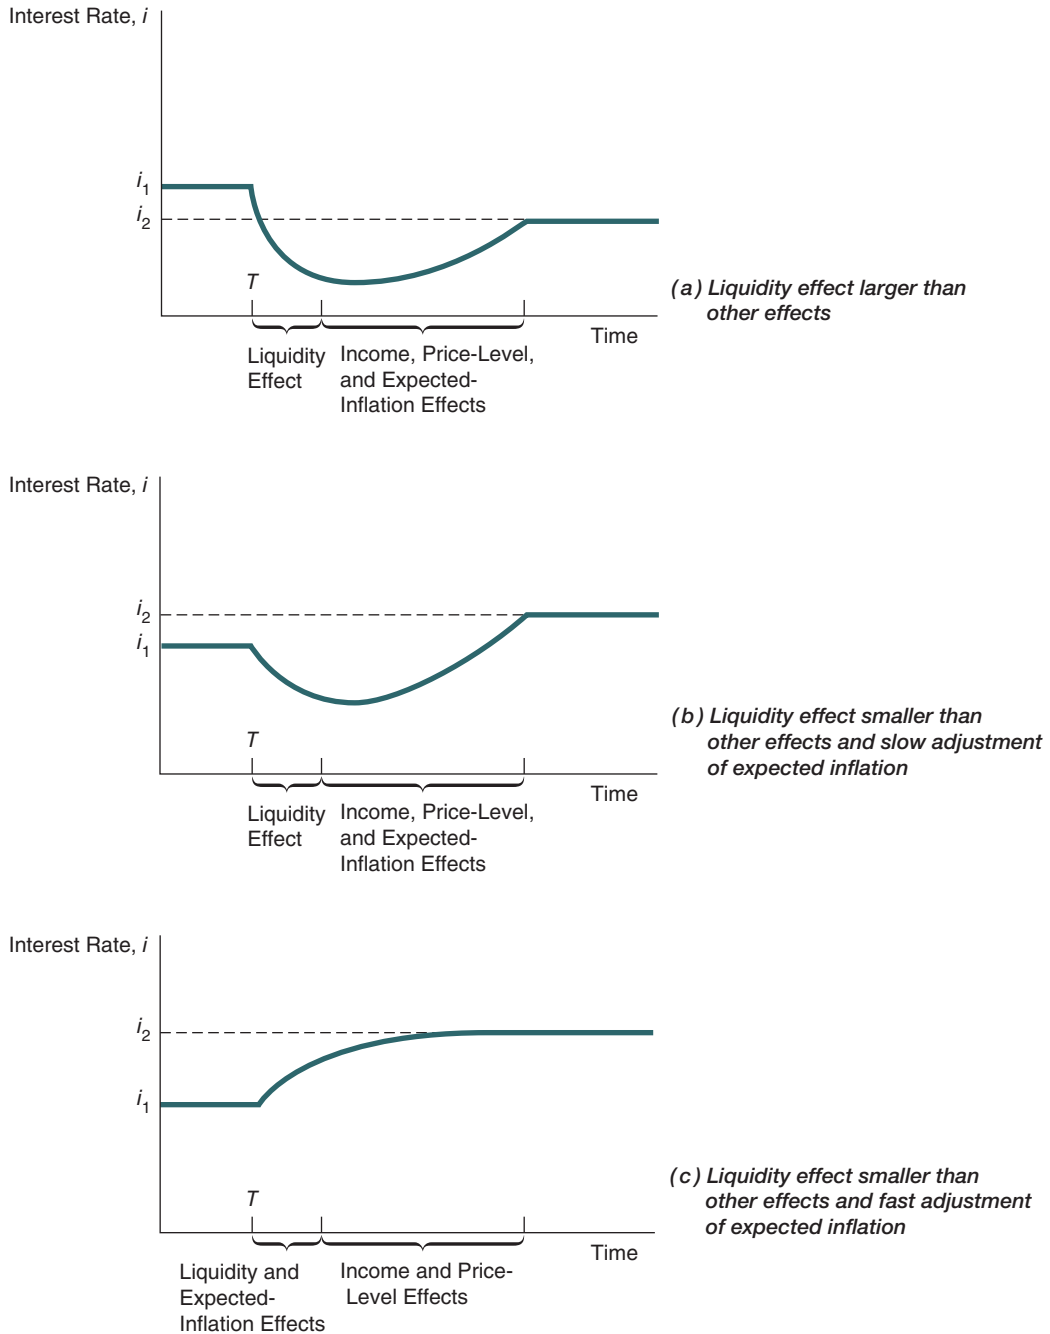 Interest Rate, i
i1
i2
T
(a) Liquidity effect larger than
other effects
Time
Liquidity
Effect
Income, Price-Level,
and Expected-
Inflation Effects
Interest Rate, i
i2
i1
T
(b) Liquidity effect smaller than
other effects and slow adjustment
of expected inflation
Time
Liquidity
Effect
Income, Price-Level,
and Expected-
Inflation Effects
Interest Rate, i
i2
i1
T
(c) Liquidity effect smaller than
other effects and fast adjustment
of expected inflation
Time
Liquidity and
Expected-
Inflation Effects
Income and Price-
Level Effects